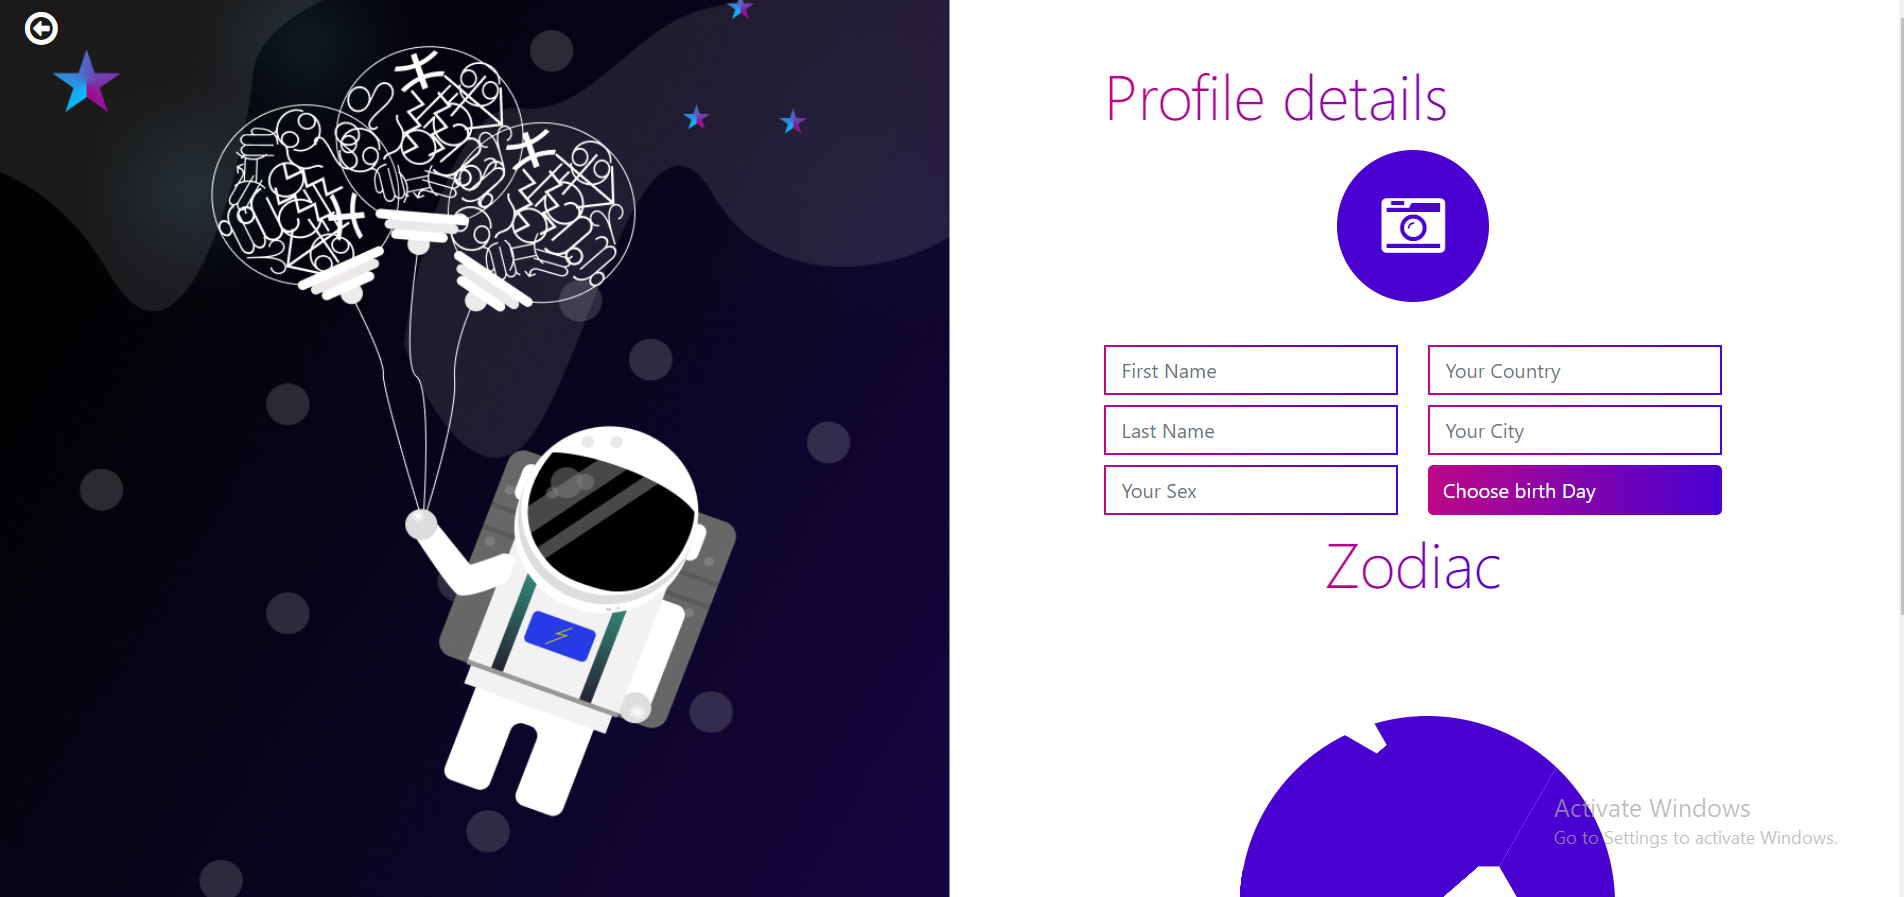 Profile details
First Name
Your Country
Last Name
Your City
Your Sex
Choose birth Day
Zodiac
Activate Windows
Go to Settings to activate Windows.